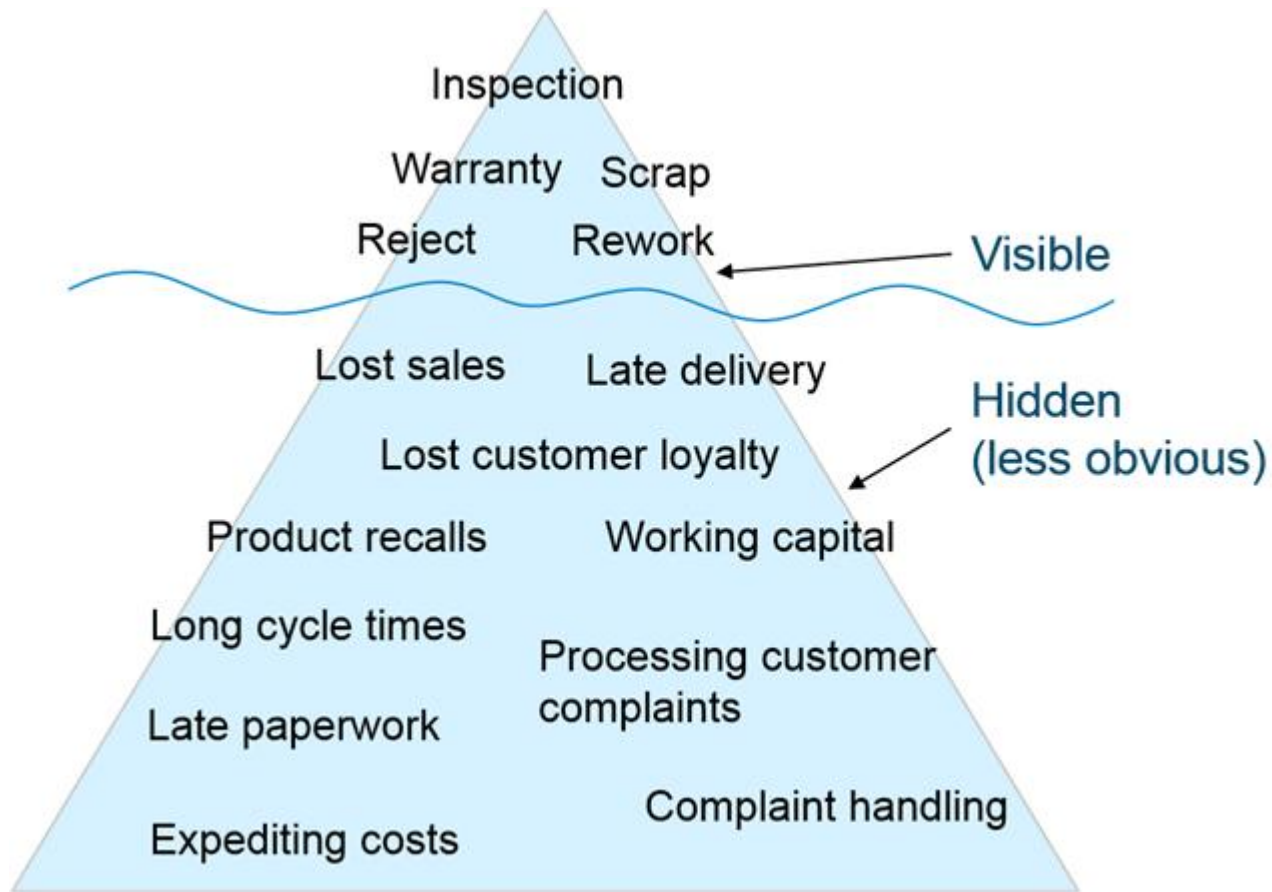 Inspection
Warranty Scrap
Reject Rework
Visible
Lost sales Late delivery
Hidden
(less obvious)
Lost customer loyalty
Product recalls Working capital
Long cycle times
Processing customer
complaints
Late paperwork
Complaint handling
Expediting costs